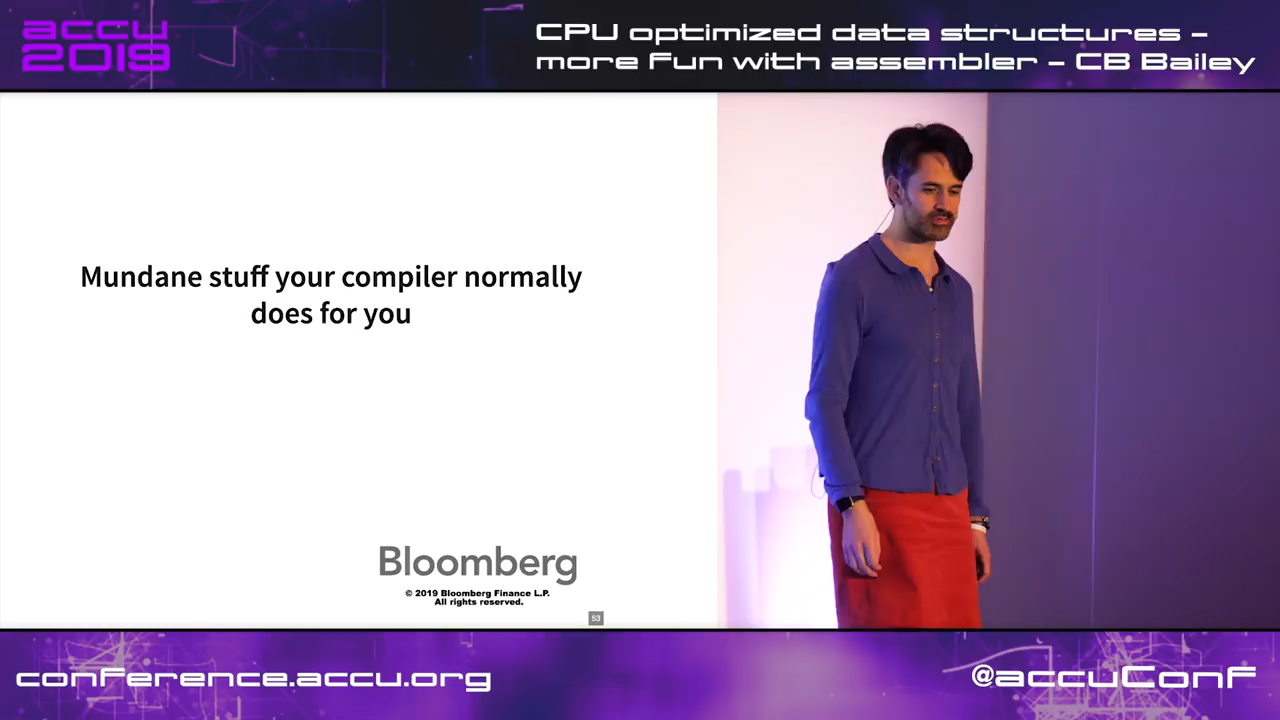 accu
2019
CPU optimized data structures –
more fun with assembler – CB Bailey
Mundane stuff your compiler normally
does for you
Bloomberg
© 2019 Bloomberg Finance L.P.
All rights reserved.
53
conference.accu.org
@accuConf